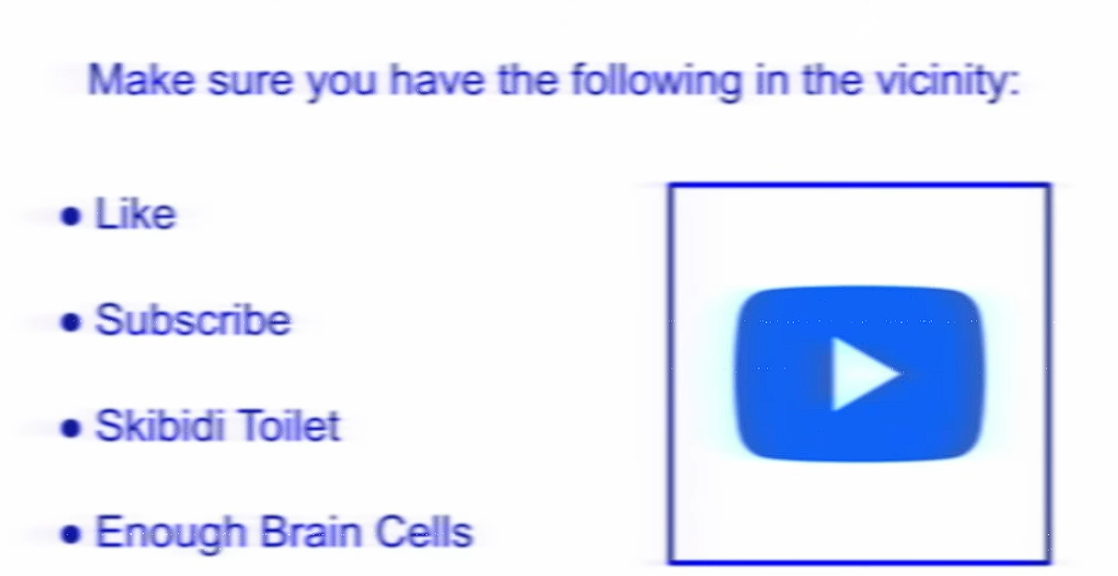 Make sure you have the following in the vicinity:
• Like
• Subscribe
• Skibidi Toilet
• Enough Brain Cells